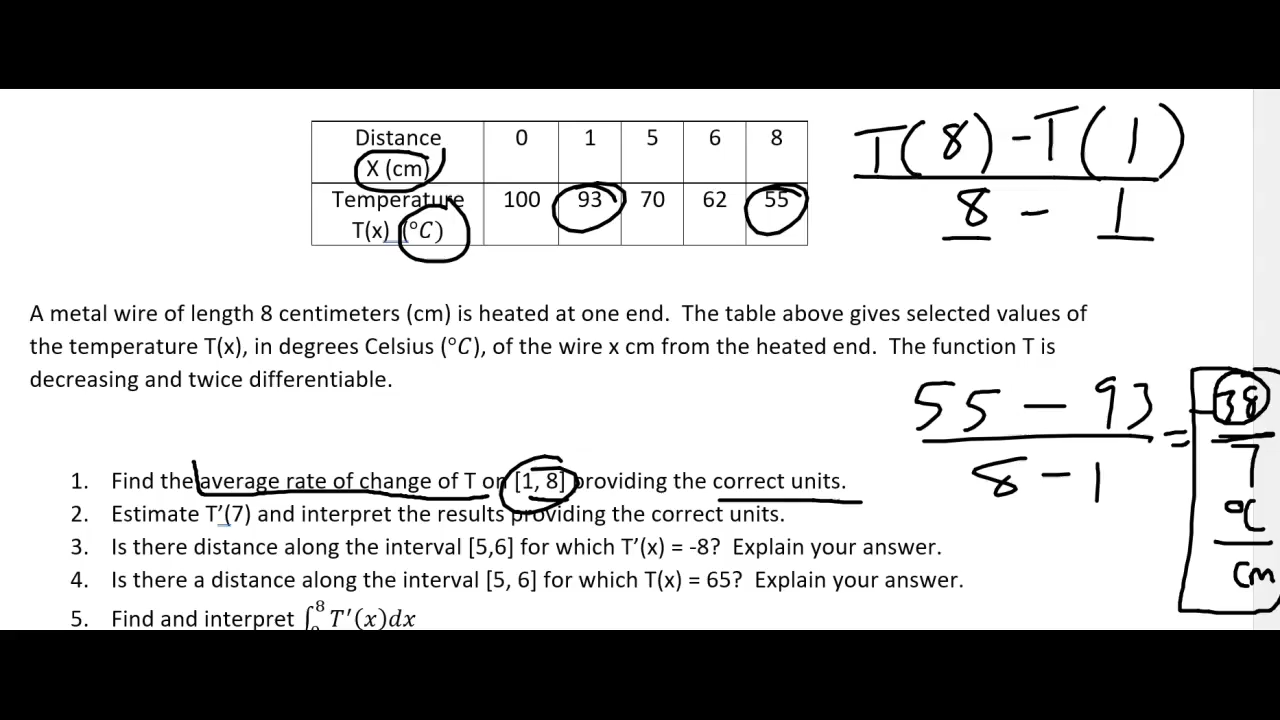 Distance X (cm) 0 1 5 6 8
Temperature T(x) (°C) 100 93 70 62 55
T(8) - T(1)
8 - 1
A metal wire of length 8 centimeters (cm) is heated at one end. The table above gives selected values of
the temperature T(x), in degrees Celsius (°C), of the wire x cm from the heated end. The function T is
decreasing and twice differentiable.
55 - 93 = -38
8 - 1 7
°C
cm
1. Find the average rate of change of T on [1, 8] providing the correct units.
2. Estimate T'(7) and interpret the results providing the correct units.
3. Is there distance along the interval [5,6] for which T'(x) = -8? Explain your answer.
4. Is there a distance along the interval [5, 6] for which T(x) = 65? Explain your answer.
5. Find and interpret ∫₀⁸ T'(x)dx